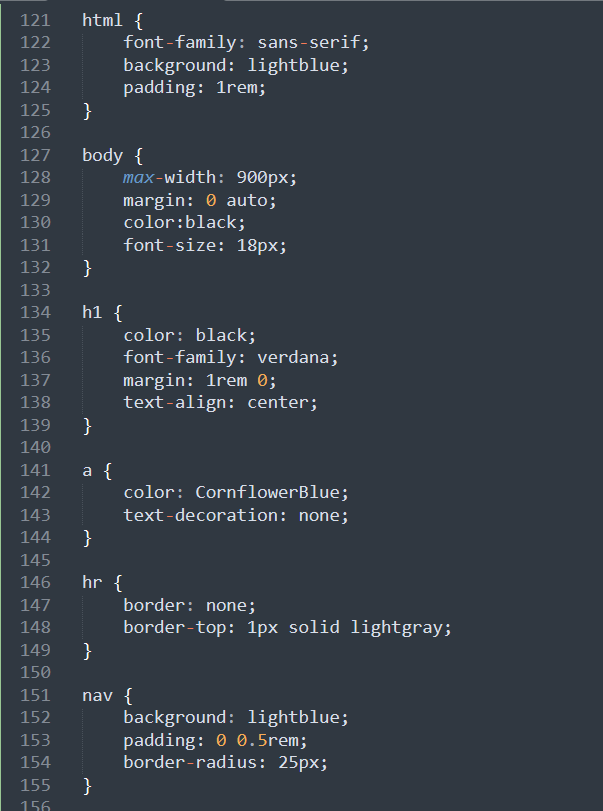 121 html {
122     font-family: sans-serif;
123     background: lightblue;
124     padding: 1rem;
125 }
126
127 body {
128     max-width: 900px;
129     margin: 0 auto;
130     color:black;
131     font-size: 18px;
132 }
133
134 h1 {
135     color: black;
136     font-family: verdana;
137     margin: 1rem 0;
138     text-align: center;
139 }
140
141 a {
142     color: CornflowerBlue;
143     text-decoration: none;
144 }
145
146 hr {
147     border: none;
148     border-top: 1px solid lightgray;
149 }
150
151 nav {
152     background: lightblue;
153     padding: 0 0.5rem;
154     border-radius: 25px;
155 }
156